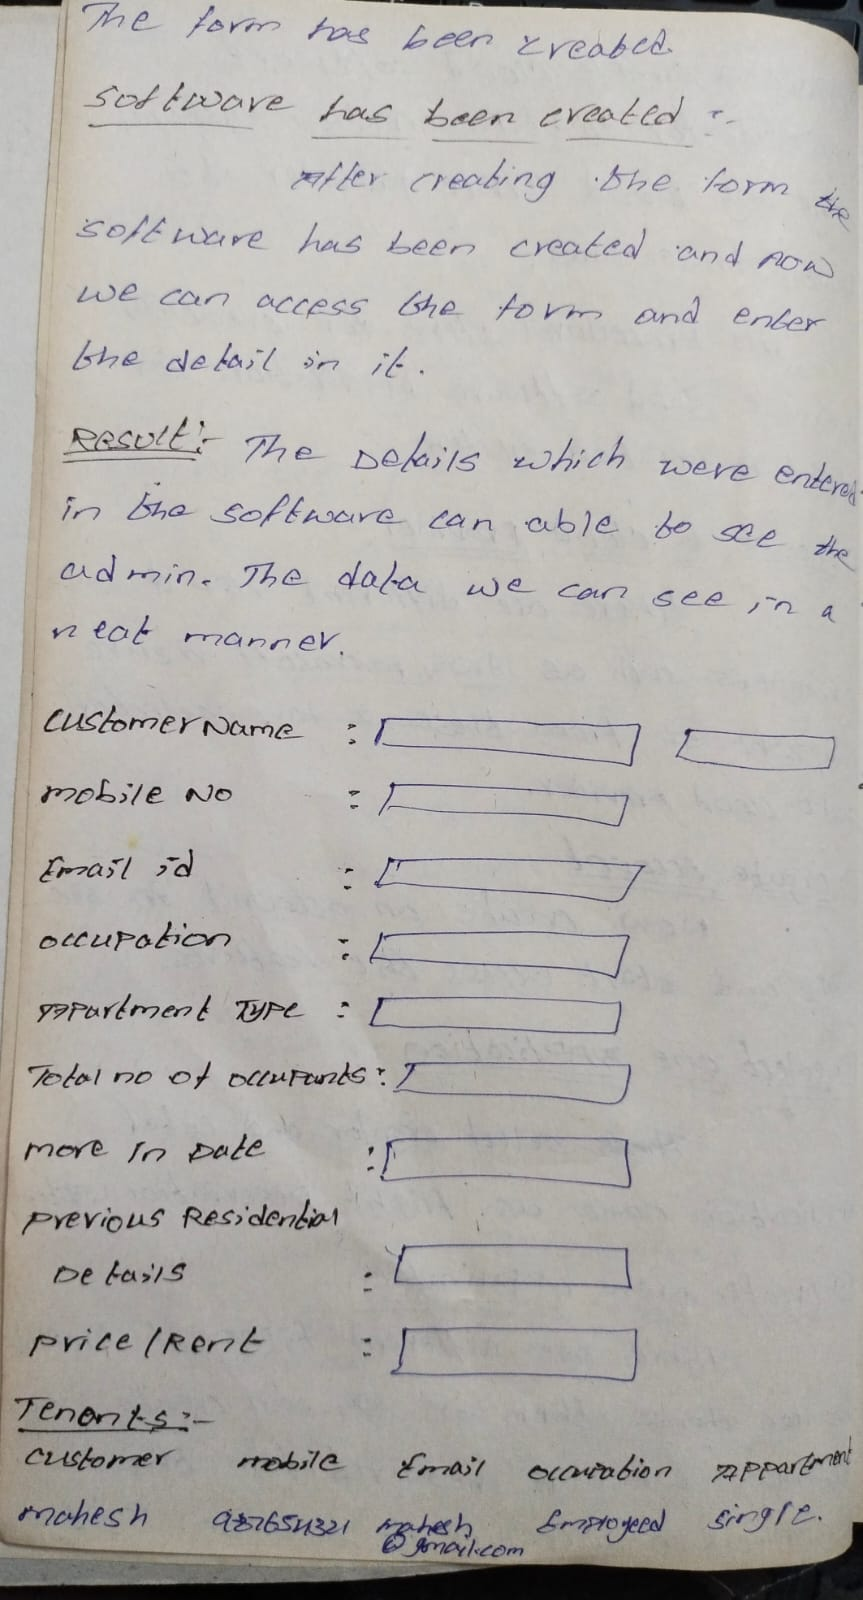 The form has been created.
Software has been created :-
After creating the form the
software has been created and now
we can access the form and enter
the detail in it.
Result:- The Details which were entered
in the software can able to see the
admin. The data we can see in a
neat manner.
Customer Name :
Mobile No :
Email id :
Occupation :
Appartment Type :
Total no of occupants :
More In Date :
Previous Residential
Details :
Price/Rent :
Tenants :-
Customer mobile Email occupation Appartment
Mahesh mahesh Employeed single.
@gmail.com